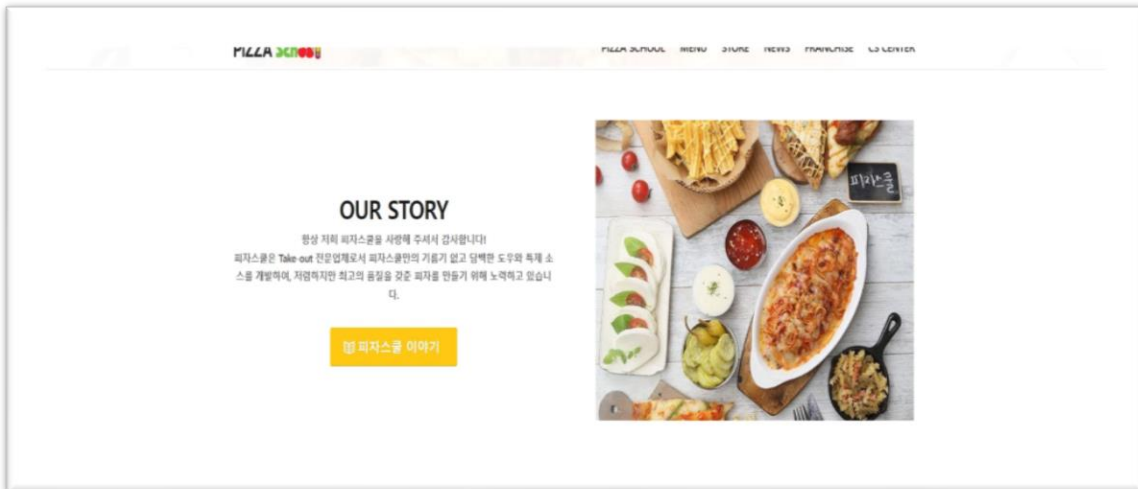 PIZZA SCHOOL
PIZZA SCHOOL MENU STORE NEWS FRANCHISE CS CENTER
OUR STORY
항상 저희 피자스쿨을 사랑해 주셔서 감사합니다!
피자스쿨은 Take-out 전문업체로서 피자스쿨만의 기름기 없고 담백한 도우와 특제 소
스를 개발하여, 저렴하지만 최고의 품질을 갖춘 피자를 만들기 위해 노력하고 있습니
다.
피자스쿨 이야기
피자스쿨